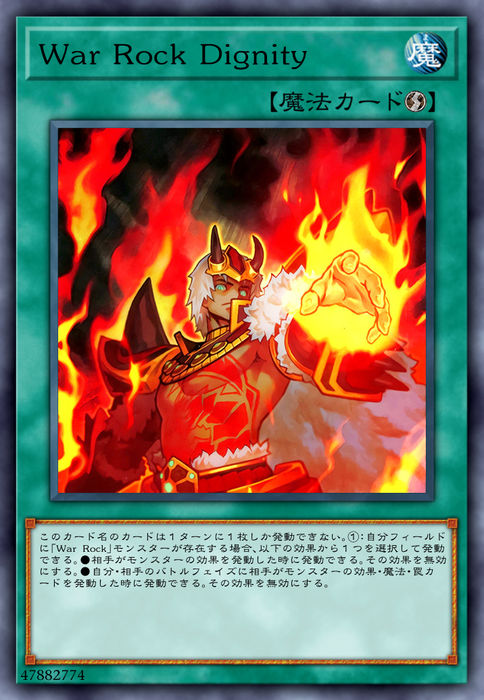 War Rock Dignity
魔
【魔法カード】
このカード名のカードは１ターンに１枚しか発動できない。①：自分フィールド
に「War Rock」モンスターが存在する場合、以下の効果から１つを選択して発動
できる。●相手がモンスターの効果を発動した時に発動できる。その効果を無効
にする。●自分・相手のバトルフェイズに相手がモンスターの効果・魔法・罠カー
ドを発動した時に発動できる。その効果を無効にする。
47882774